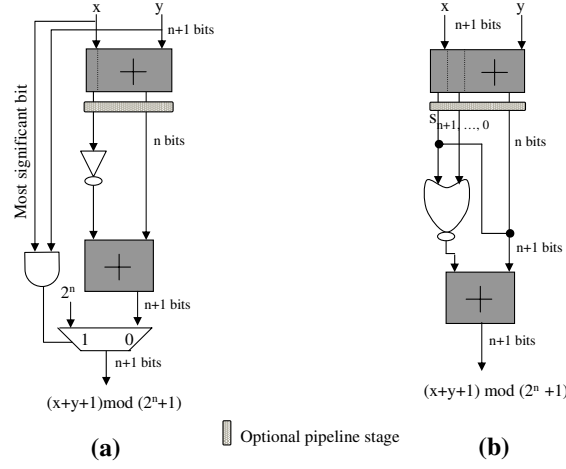 x
y
n+1 bits
Most significant bit
+
n bits
+
2ⁿ
n+1 bits
1 0
n+1 bits
(x+y+1)mod (2ⁿ+1)
(a)
x
y
n+1 bits
+
s n+1, …, 0
n bits
n+1 bits
+
n+1 bits
(x+y+1) mod (2ⁿ +1)
(b)
Optional pipeline stage